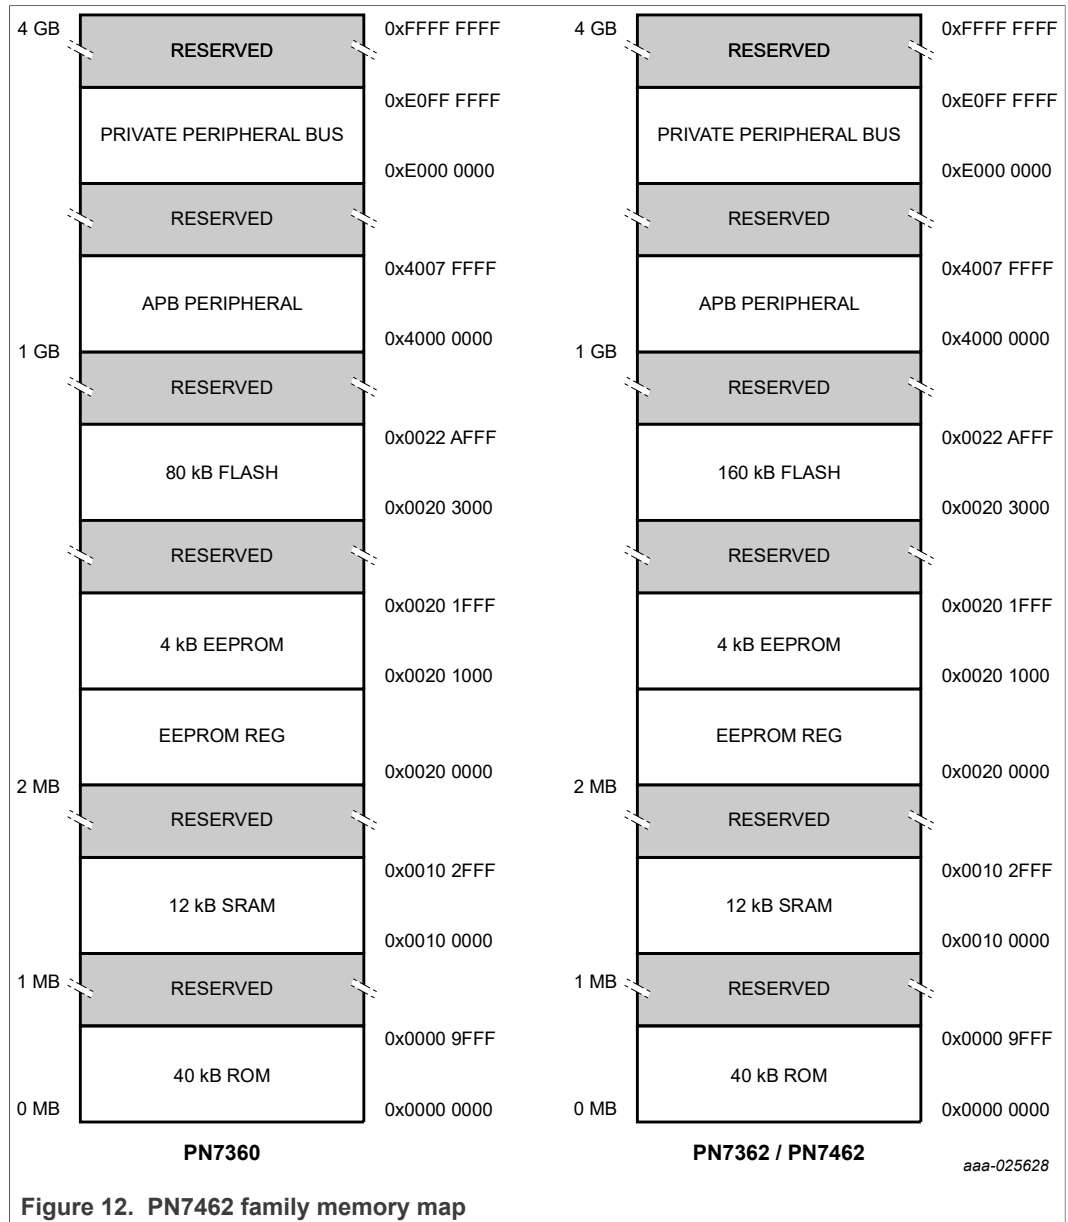 4 GB
RESERVED
0xFFFF FFFF
0xE0FF FFFF
PRIVATE PERIPHERAL BUS
0xE000 0000
RESERVED
0x4007 FFFF
APB PERIPHERAL
0x4000 0000
1 GB
RESERVED
0x0022 AFFF
80 kB FLASH
0x0020 3000
RESERVED
0x0020 1FFF
4 kB EEPROM
0x0020 1000
EEPROM REG
0x0020 0000
2 MB
RESERVED
0x0010 2FFF
12 kB SRAM
0x0010 0000
1 MB
RESERVED
0x0000 9FFF
40 kB ROM
0 MB
0x0000 0000
PN7360
4 GB
RESERVED
0xFFFF FFFF
0xE0FF FFFF
PRIVATE PERIPHERAL BUS
0xE000 0000
RESERVED
0x4007 FFFF
APB PERIPHERAL
0x4000 0000
1 GB
RESERVED
0x0022 AFFF
160 kB FLASH
0x0020 3000
RESERVED
0x0020 1FFF
4 kB EEPROM
0x0020 1000
EEPROM REG
0x0020 0000
2 MB
RESERVED
0x0010 2FFF
12 kB SRAM
0x0010 0000
1 MB
RESERVED
0x0000 9FFF
40 kB ROM
0 MB
0x0000 0000
PN7362 / PN7462
aaa-025628
Figure 12. PN7462 family memory map